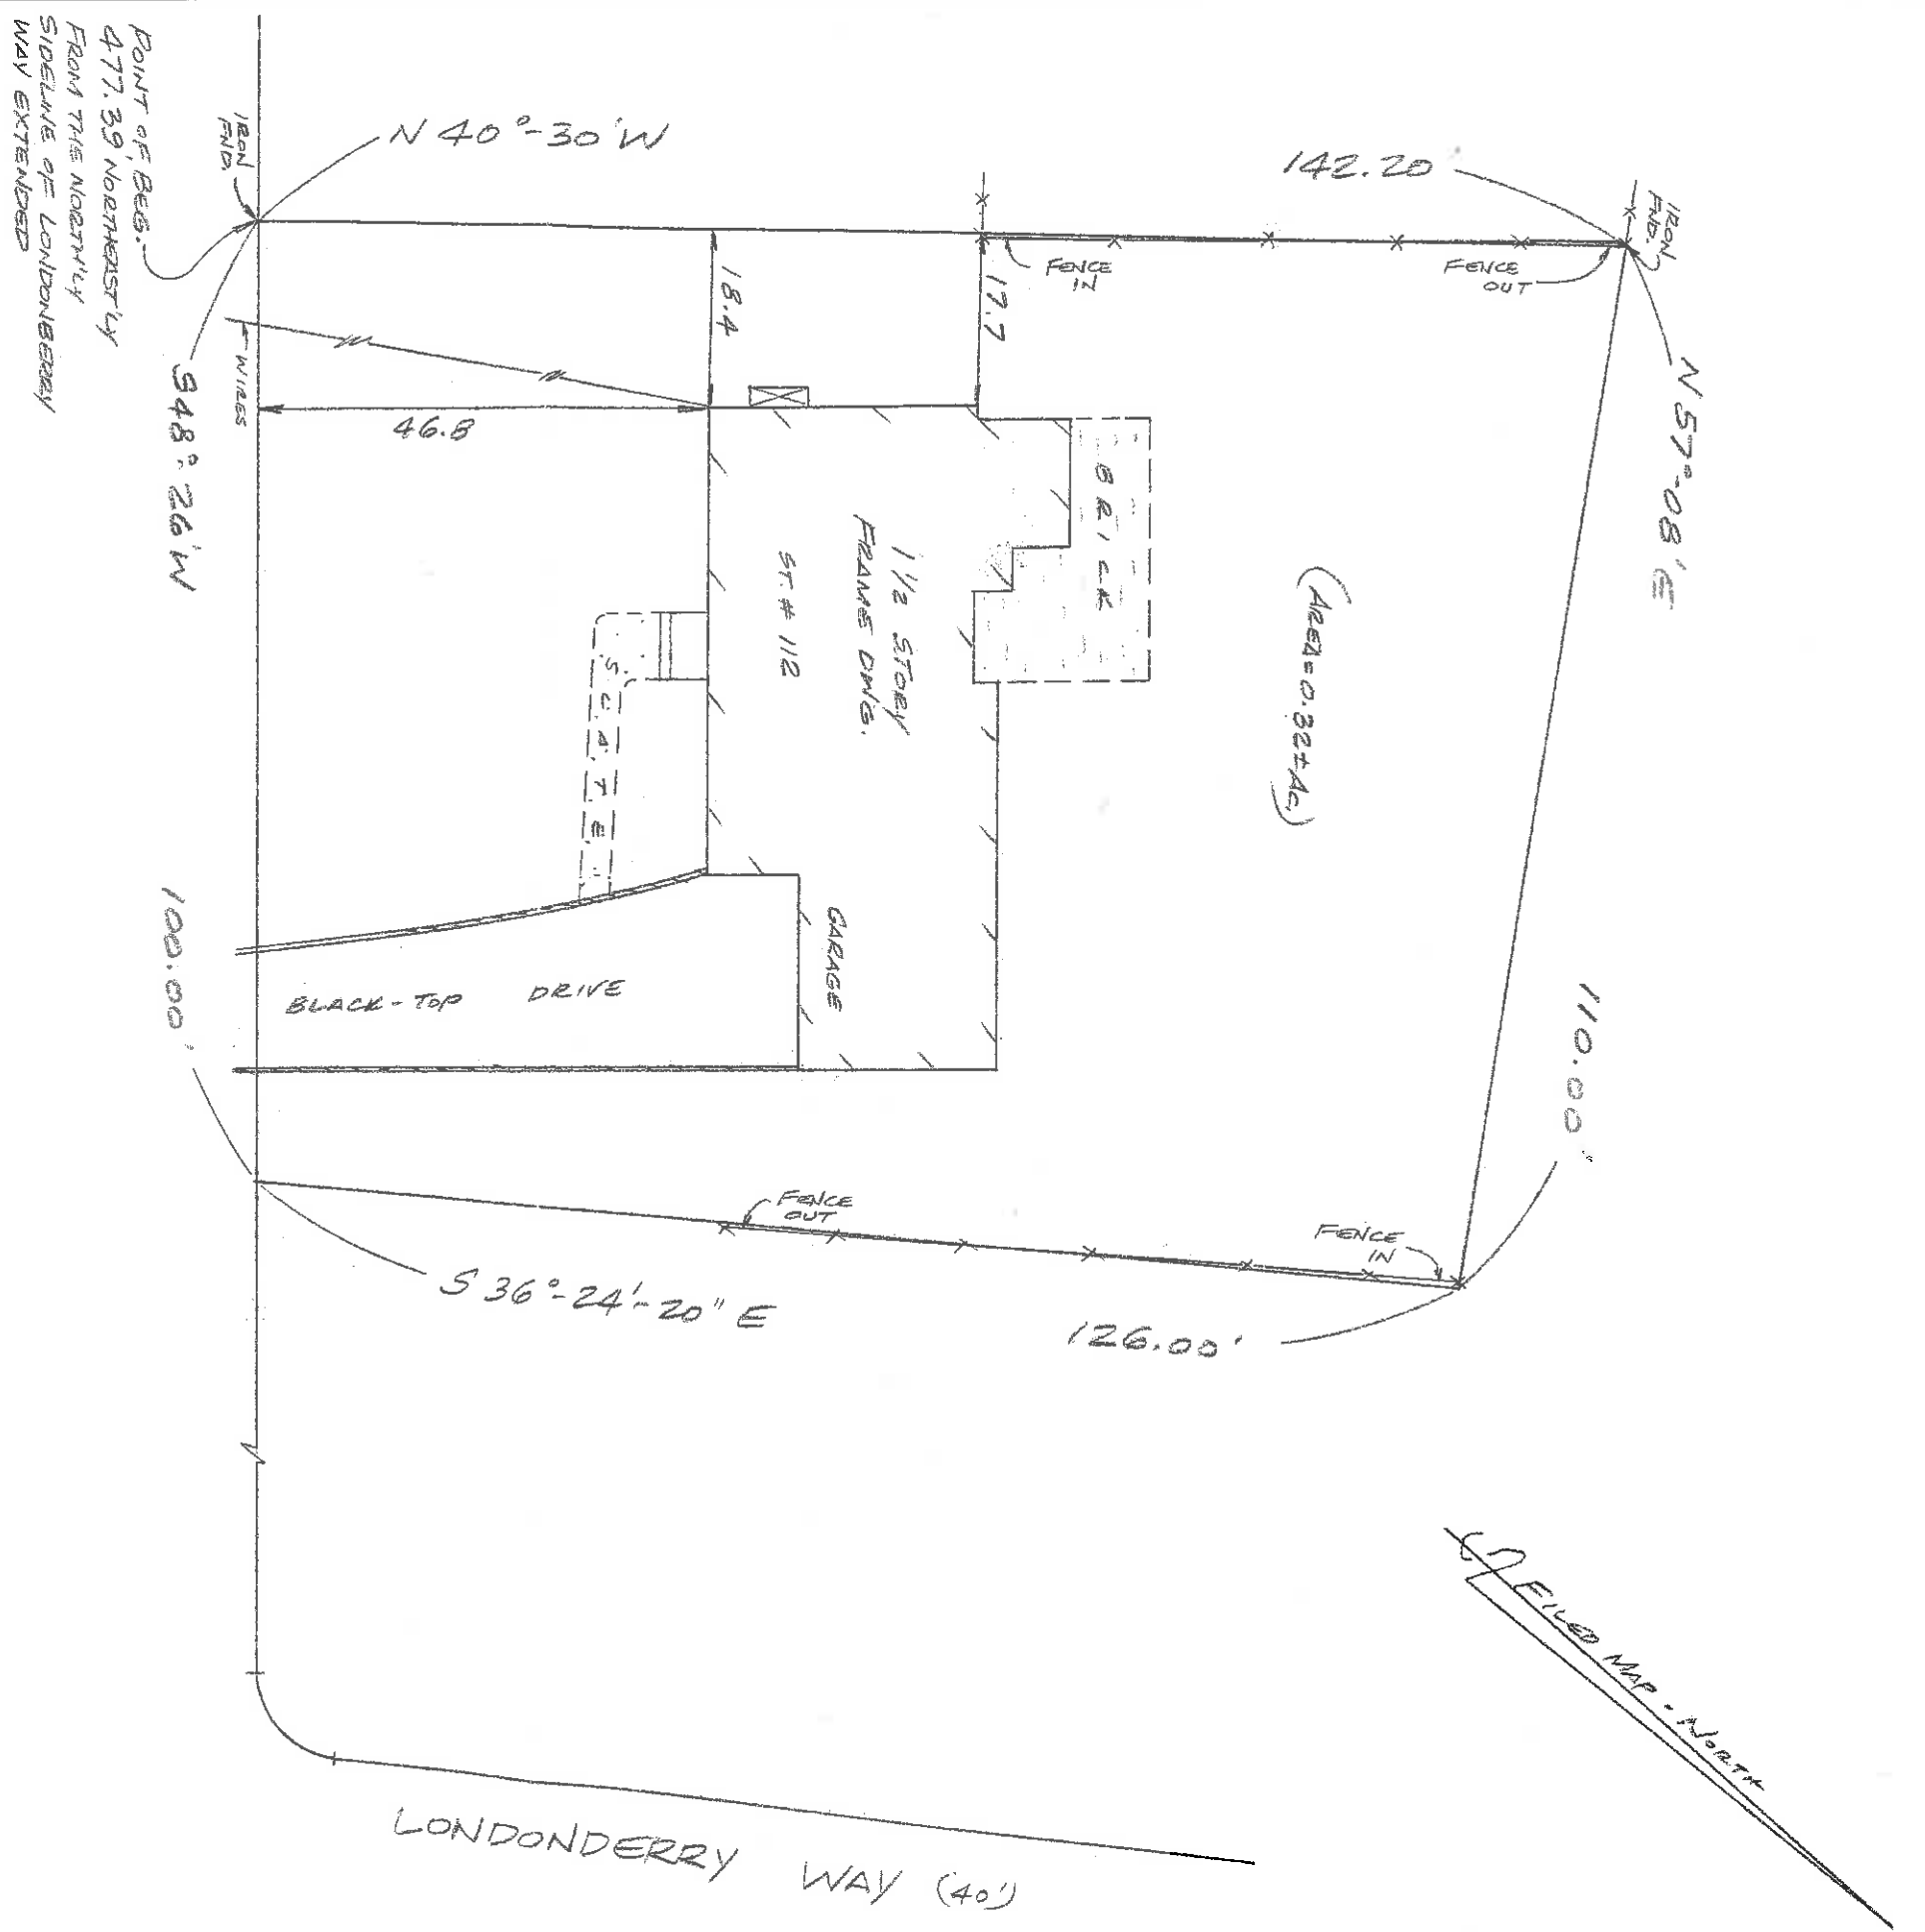 POINT OF BEG.
477.39' NORTHEAST'LY
FROM THE NORTH'LY
SIDELINE OF LONDONBERRY
WAY EXTENDED
IRON
FND.
N 40°-30'W
142.20
IRON
FND.
FENCE
IN
FENCE
OUT
18.4
17.7
WIRES
46.8
S48°-26'W
N 57°-08'E
BRICK
1 1/2 STORY
FRAME DWG.
ST. # 112
(AREA=0.32±AC.)
SLATE
GARAGE
BLACK-TOP DRIVE
100.00'
110.00'
FENCE
OUT
FENCE
IN
S 36°-24'-20" E
126.00'
FILED MAP - NORTH
LONDONDERRY WAY (40')